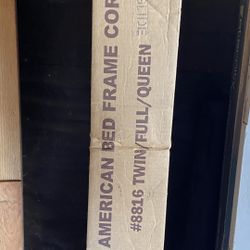 AMERICAN BED FRAME COR
#8816 TWIN/FULL/QUEEN